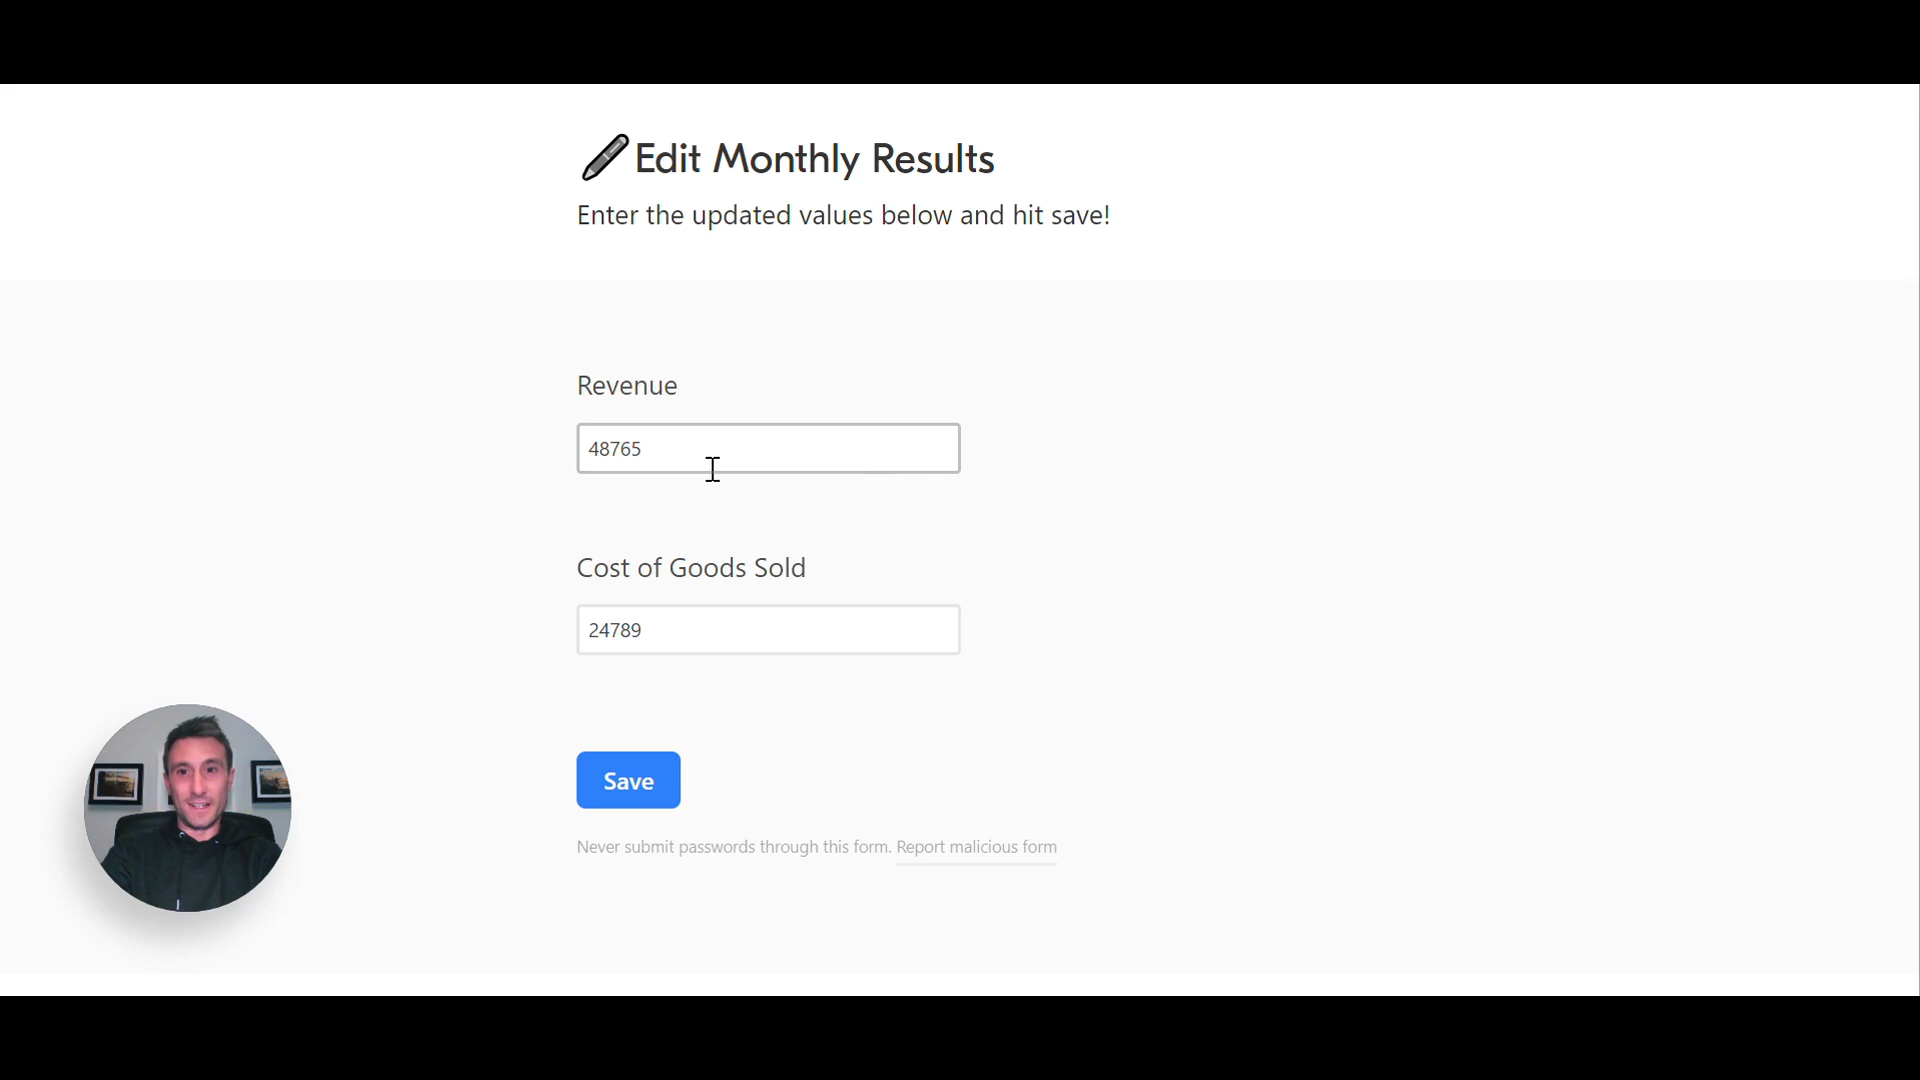 Edit Monthly Results
Enter the updated values below and hit save!
Revenue
48765
Cost of Goods Sold
24789
Save
Never submit passwords through this form. Report malicious form